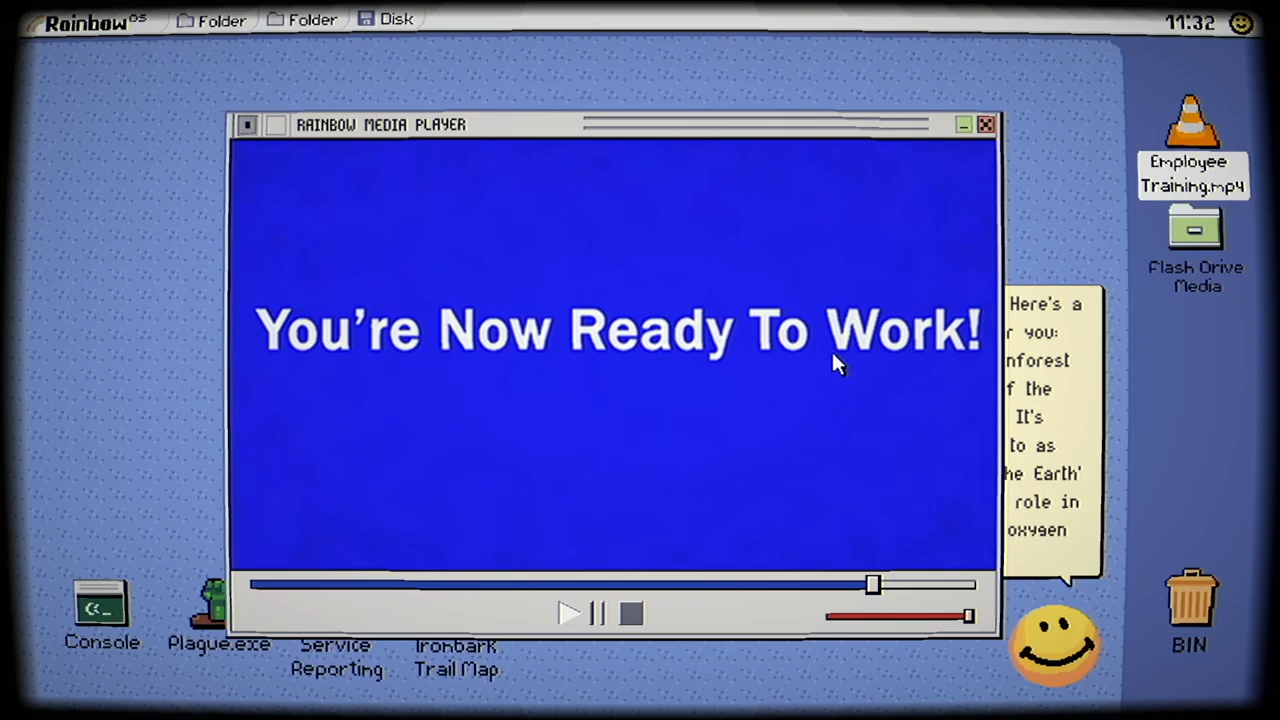 RainbowOS
Folder
Folder
Disk
11:32
RAINBOW MEDIA PLAYER
You're Now Ready To Work!
Employee
Training.mp4
Flash Drive
Media
Here's a
r you:
nforest
f the
It's
to as
he Earth'
role in
oxygen
Console
Plague.exe
Service
Reporting
Ironbark
Trail Map
BIN